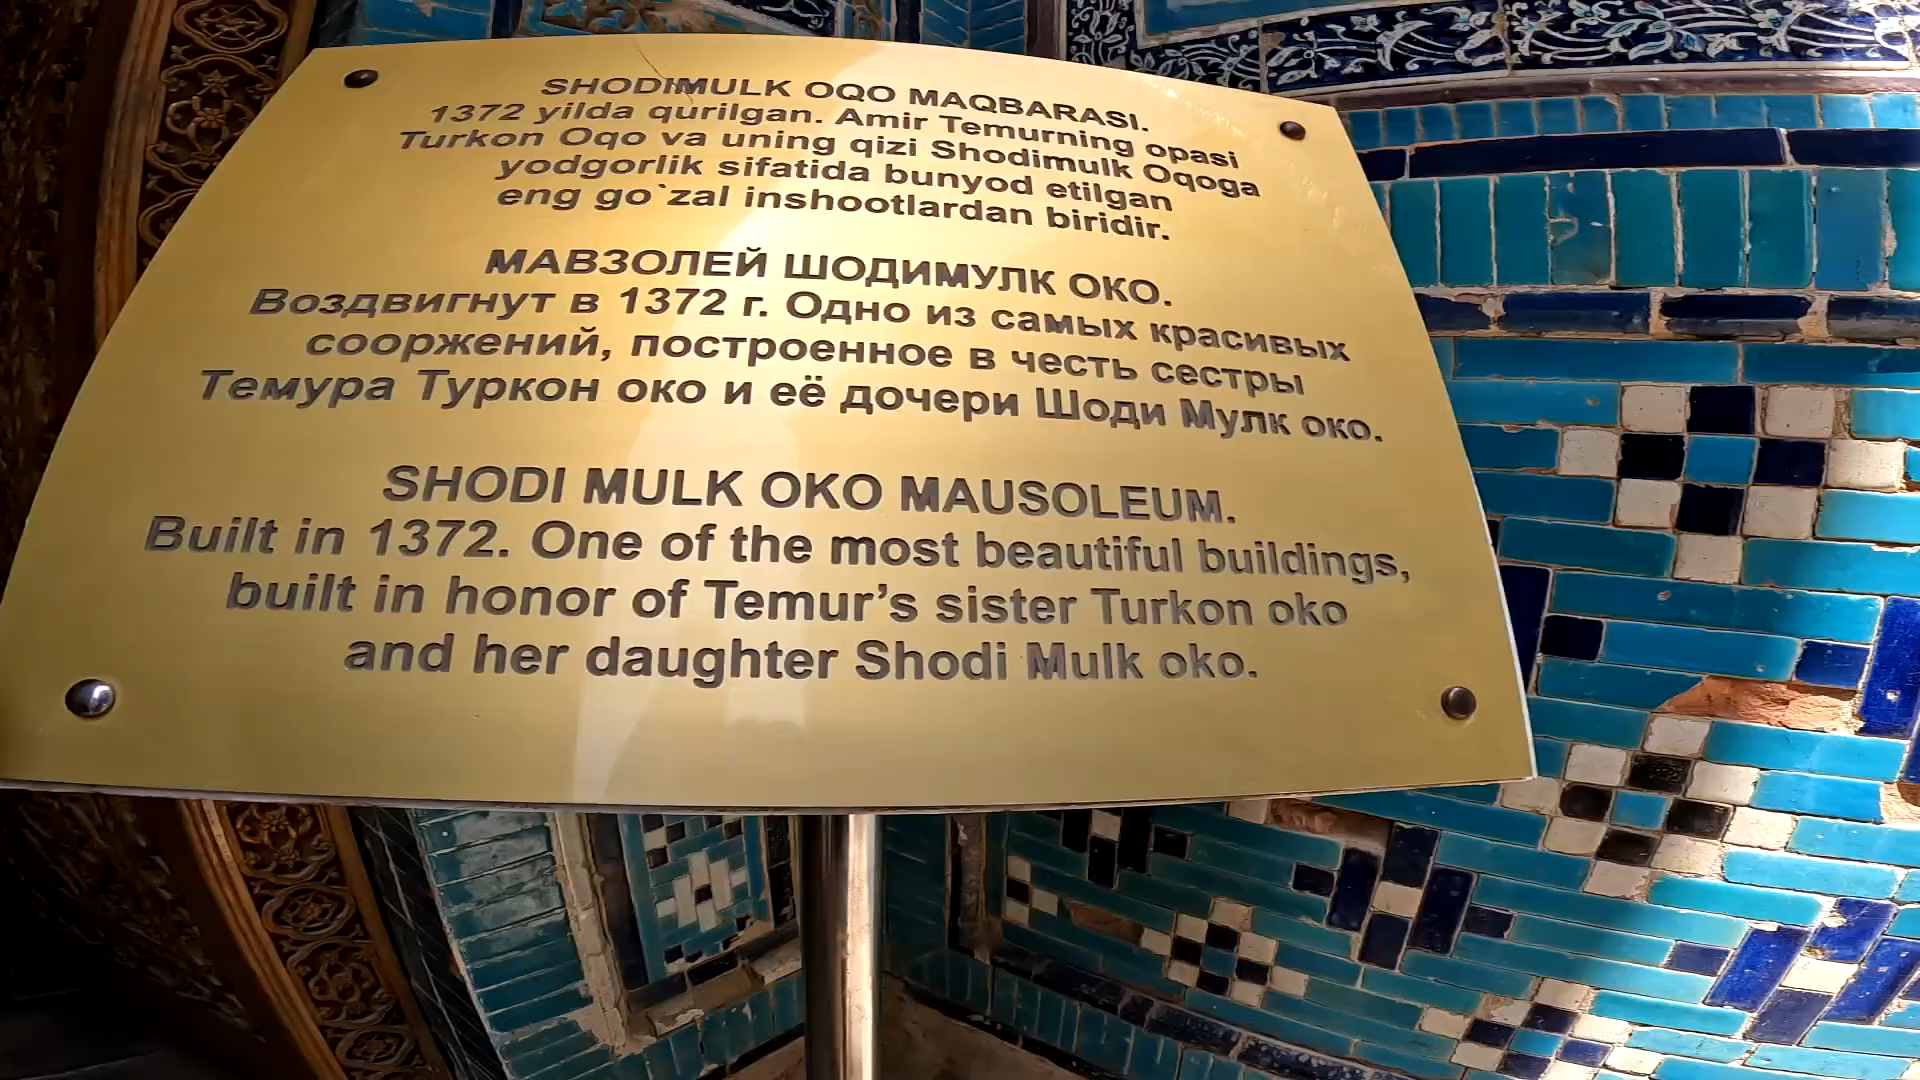 SHODIMULK OQO MAQBARASI.
1372 yilda qurilgan. Amir Temurning opasi
Turkon Oqo va uning qizi Shodimulk Oqoga
yodgorlik sifatida bunyod etilgan
eng go`zal inshootlardan biridir.
МАВЗОЛЕЙ ШОДИМУЛК ОКО.
Воздвигнут в 1372 г. Одно из самых красивых
сооржений, построенное в честь сестры
Темура Туркон око и её дочери Шоди Мулк око.
SHODI MULK OKO MAUSOLEUM.
Built in 1372. One of the most beautiful buildings,
built in honor of Temur’s sister Turkon oko
and her daughter Shodi Mulk oko.